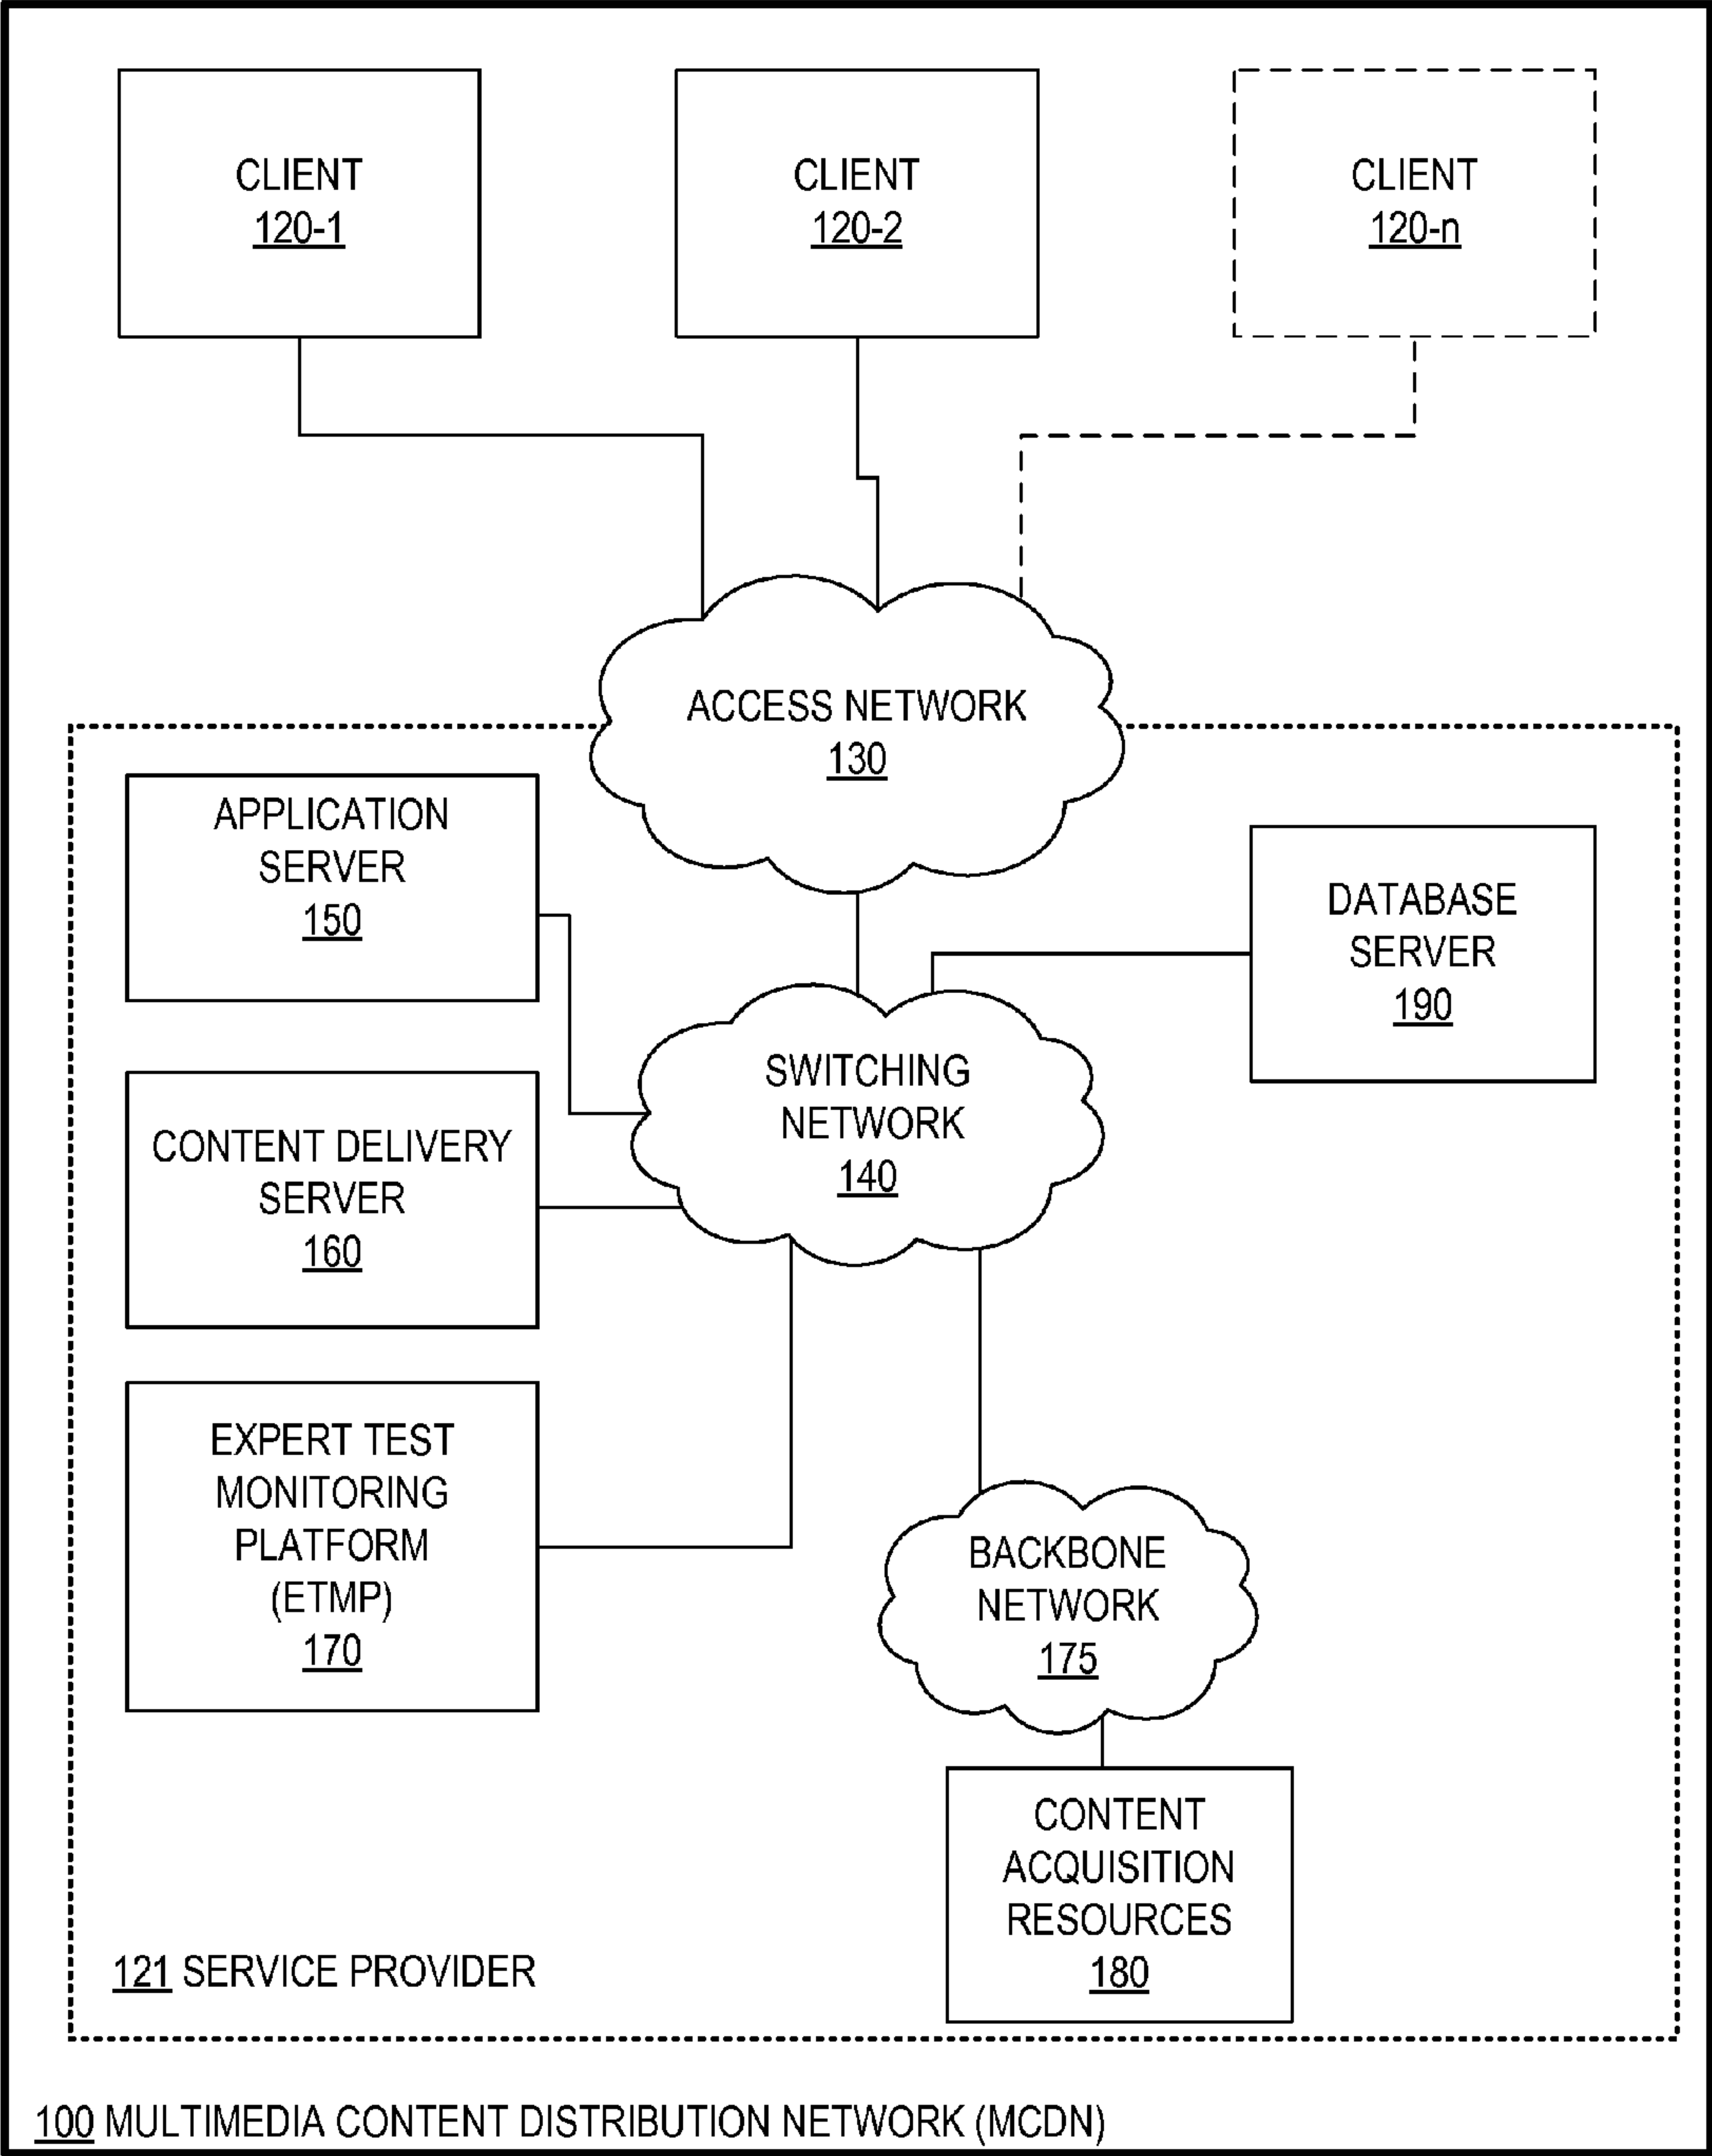 CLIENT
120-1
CLIENT
120-2
CLIENT
120-n
ACCESS NETWORK
130
APPLICATION
SERVER
150
DATABASE
SERVER
190
SWITCHING
NETWORK
140
CONTENT DELIVERY
SERVER
160
EXPERT TEST
MONITORING
PLATFORM
(ETMP)
170
BACKBONE
NETWORK
175
CONTENT
ACQUISITION
RESOURCES
180
121 SERVICE PROVIDER
100 MULTIMEDIA CONTENT DISTRIBUTION NETWORK (MCDN)